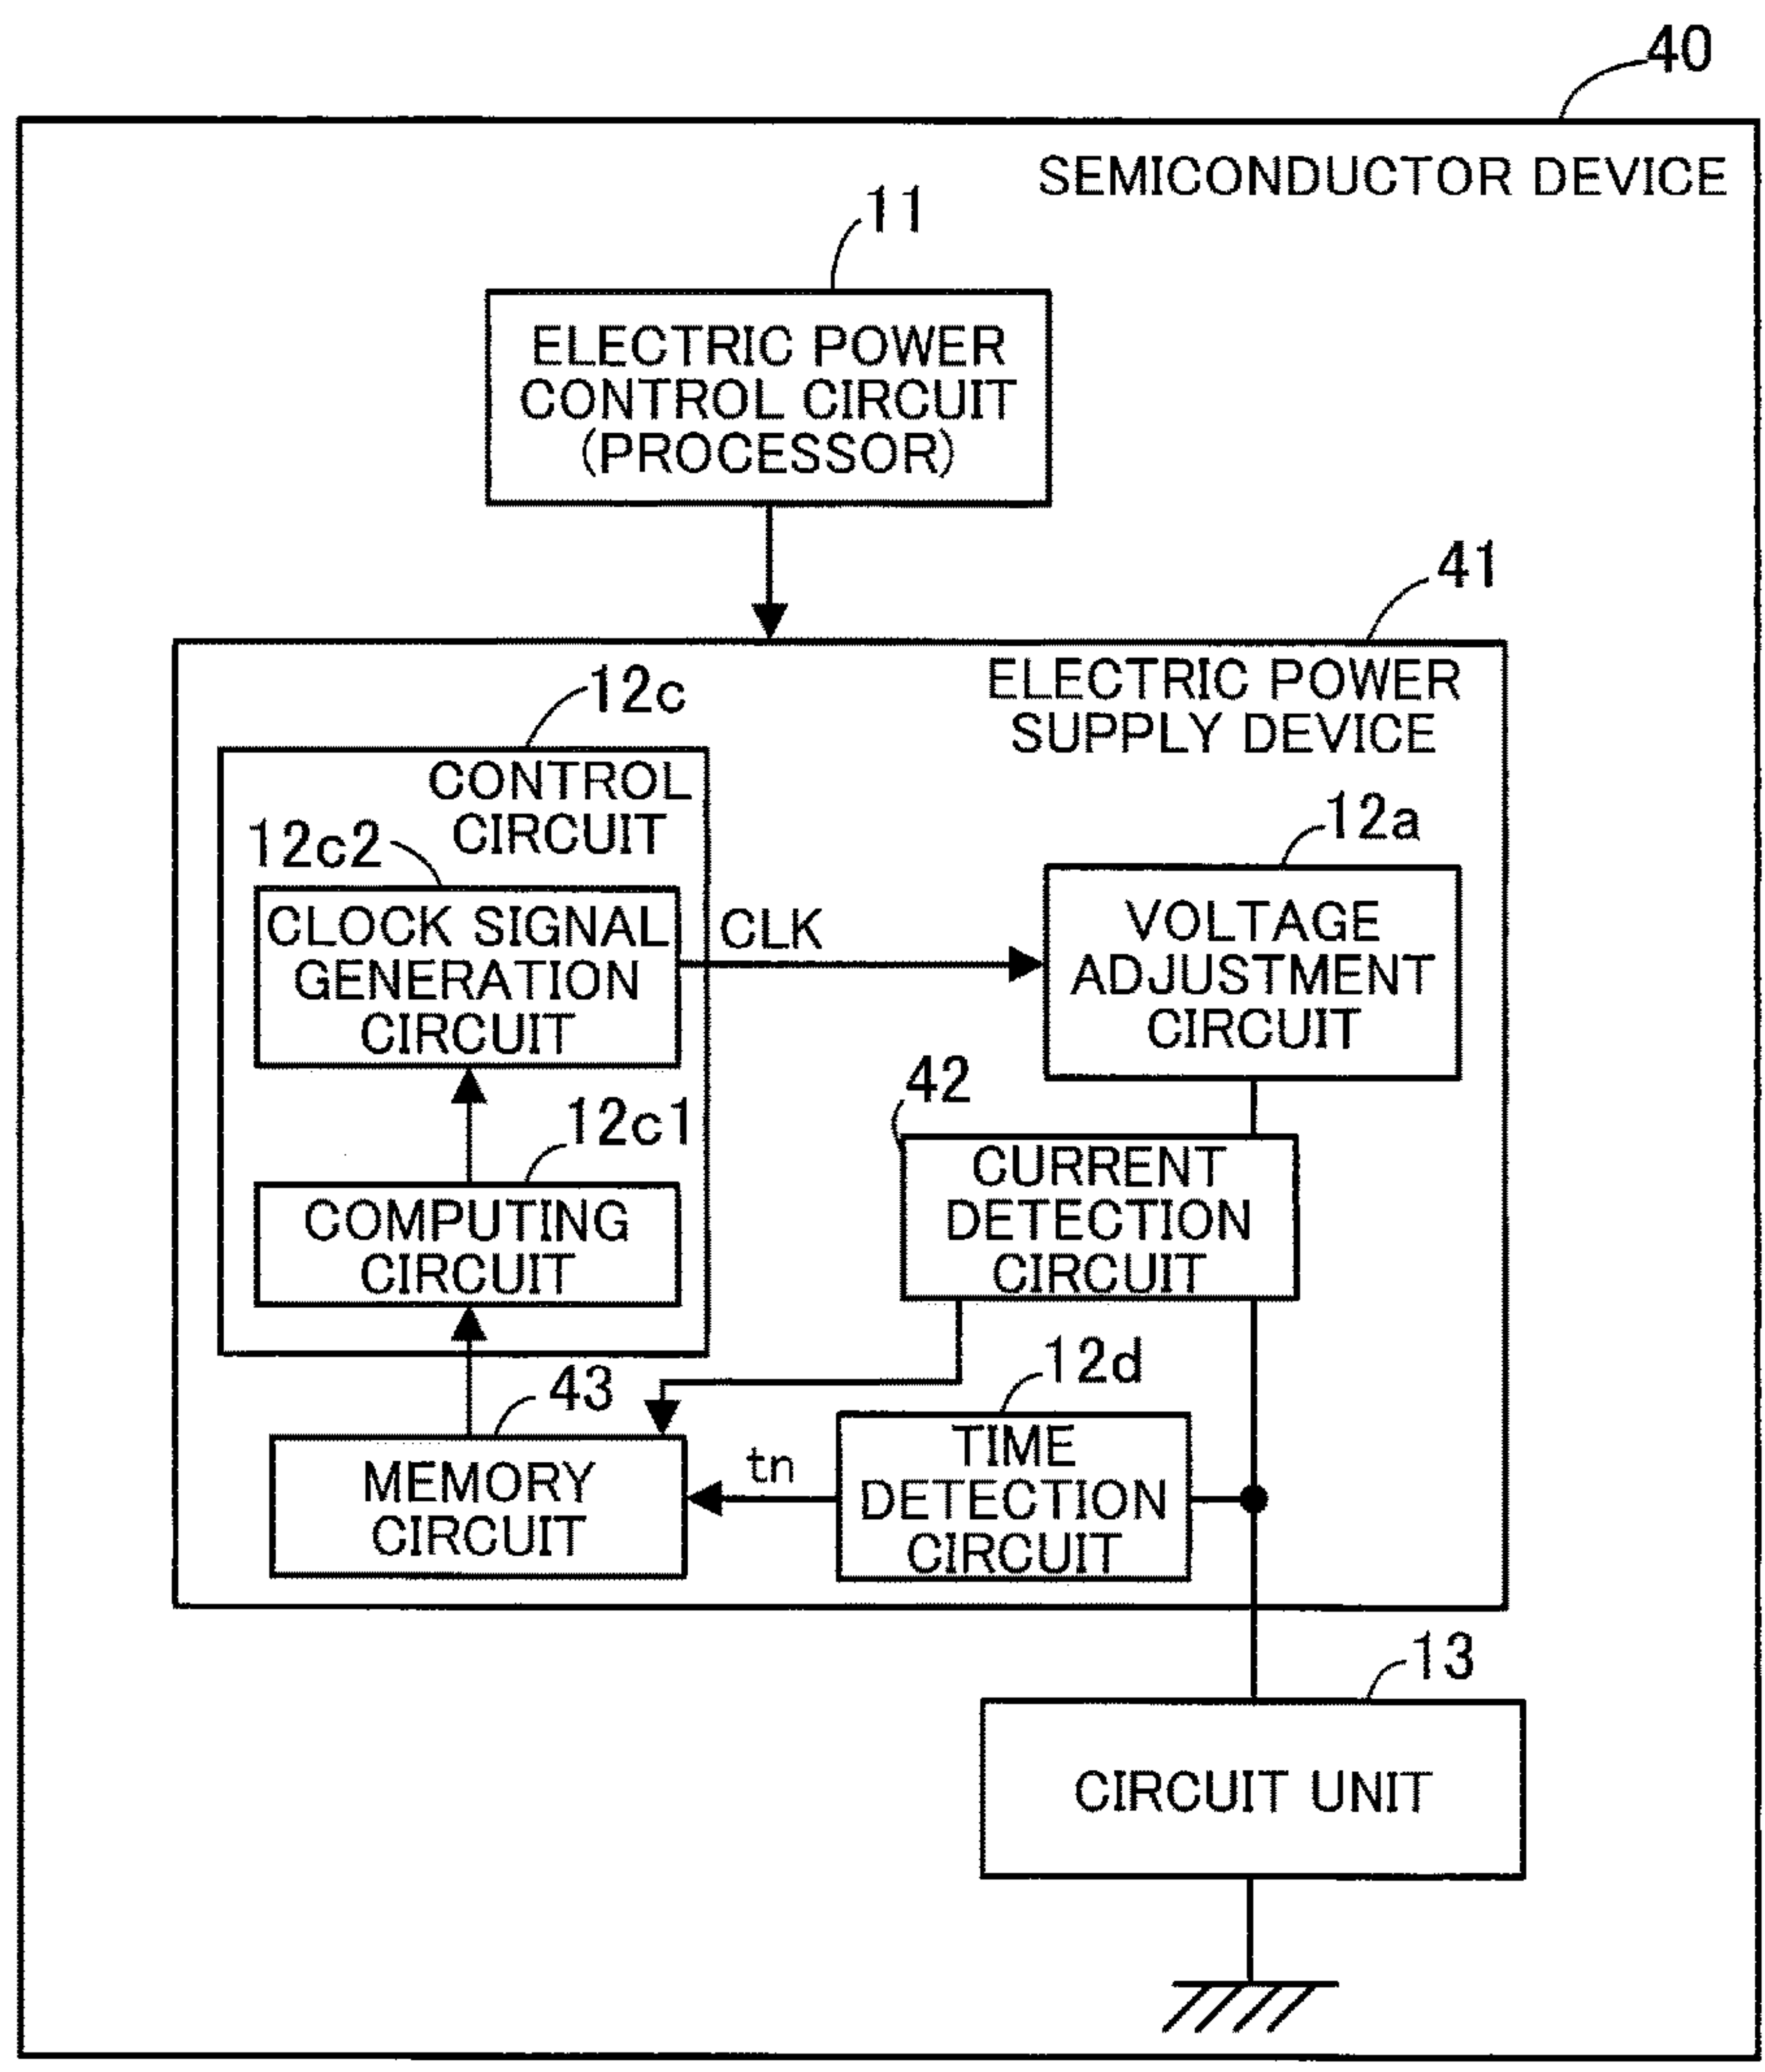 40
SEMICONDUCTOR DEVICE
11
ELECTRIC POWER
CONTROL CIRCUIT
(PROCESSOR)
41
ELECTRIC POWER
SUPPLY DEVICE
12c
CONTROL
CIRCUIT
12c2
CLOCK SIGNAL
GENERATION
CIRCUIT
CLK
12a
VOLTAGE
ADJUSTMENT
CIRCUIT
42
CURRENT
DETECTION
CIRCUIT
12c1
COMPUTING
CIRCUIT
43
MEMORY
CIRCUIT
tn
12d
TIME
DETECTION
CIRCUIT
13
CIRCUIT UNIT